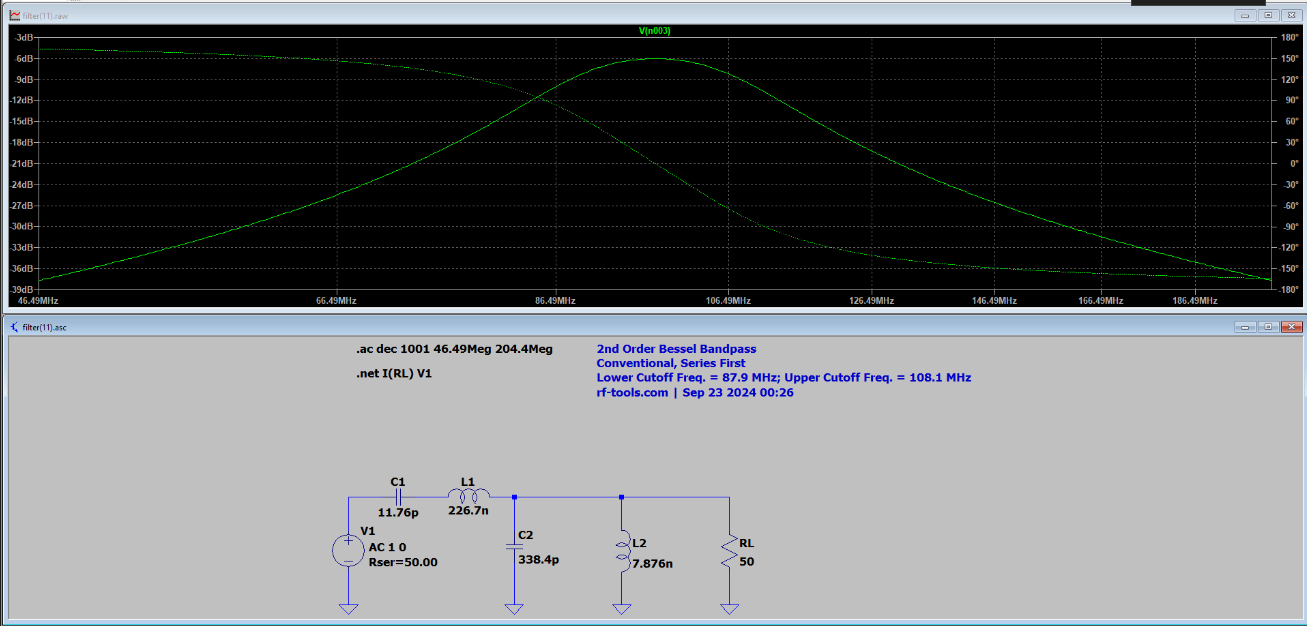 filter(11).raw
V(n003)
-3dB 180°
-6dB 150°
-9dB 120°
-12dB 90°
-15dB 60°
-18dB 30°
-21dB 0°
-24dB -30°
-27dB -60°
-30dB -90°
-33dB -120°
-36dB -150°
-39dB -180°
46.49MHz 66.49MHz 86.49MHz 106.49MHz 126.49MHz 146.49MHz 166.49MHz 186.49MHz
filter(11).asc
.ac dec 1001 46.49Meg 204.4Meg
.net I(RL) V1
2nd Order Bessel Bandpass
Conventional, Series First
Lower Cutoff Freq. = 87.9 MHz; Upper Cutoff Freq. = 108.1 MHz
rf-tools.com | Sep 23 2024 00:26
C1
11.76p
L1
226.7n
V1
AC 1 0
Rser=50.00
C2
338.4p
L2
7.876n
RL
50